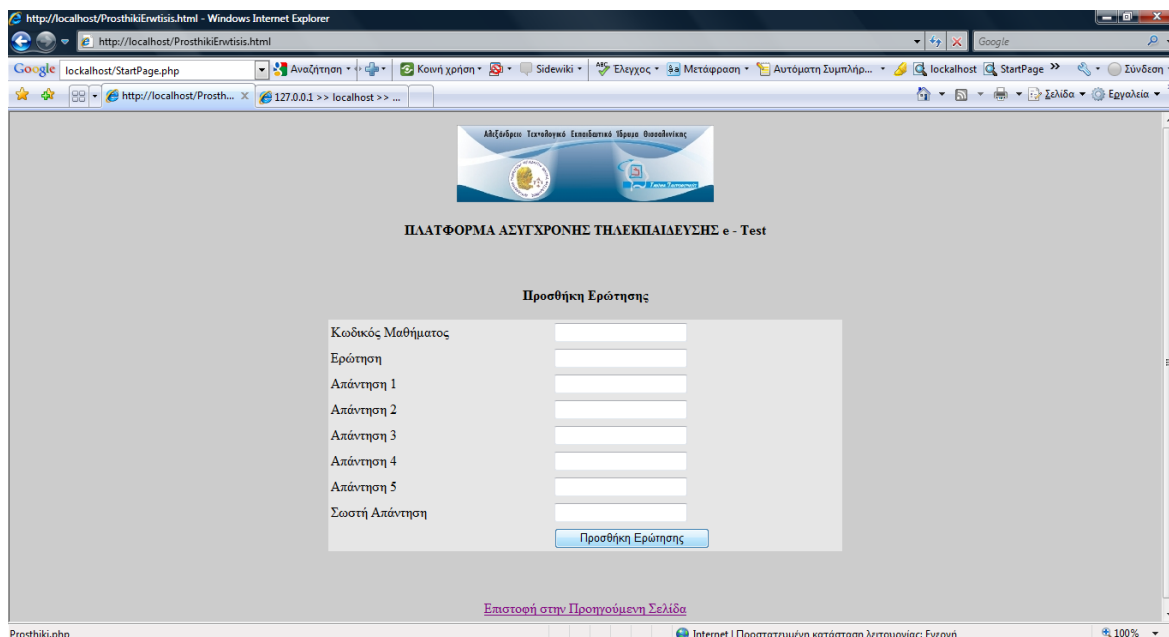 http://localhost/ProsthikiErwtisis.html - Windows Internet Explorer
http://localhost/ProsthikiErwtisis.html Google
Google lockalhost/StartPage.php Αναζήτηση Κοινή χρήση Sidewiki ABC Έλεγχος Μετάφραση Αυτόματη Συμπλήρ... lockalhost StartPage >> Σύνδεση
http://localhost/Prosth... X 127.0.0.1 >> localhost >> ... Σελίδα Εργαλεία
Αλεξάνδρειο Τεχνολογικό Εκπαιδευτικό Ίδρυμα Θεσσαλονίκης
ΠΛΑΤΦΟΡΜΑ ΑΣΥΓΧΡΟΝΗΣ ΤΗΛΕΚΠΑΙΔΕΥΣΗΣ e - Test
Προσθήκη Ερώτησης
Κωδικός Μαθήματος
Ερώτηση
Απάντηση 1
Απάντηση 2
Απάντηση 3
Απάντηση 4
Απάντηση 5
Σωστή Απάντηση
Προσθήκη Ερώτησης
Επιστοφή στην Προηγούμενη Σελίδα
Prosthiki.php Internet | Προστατευμένη κατάσταση λειτουργίας: Ενεργή 100%